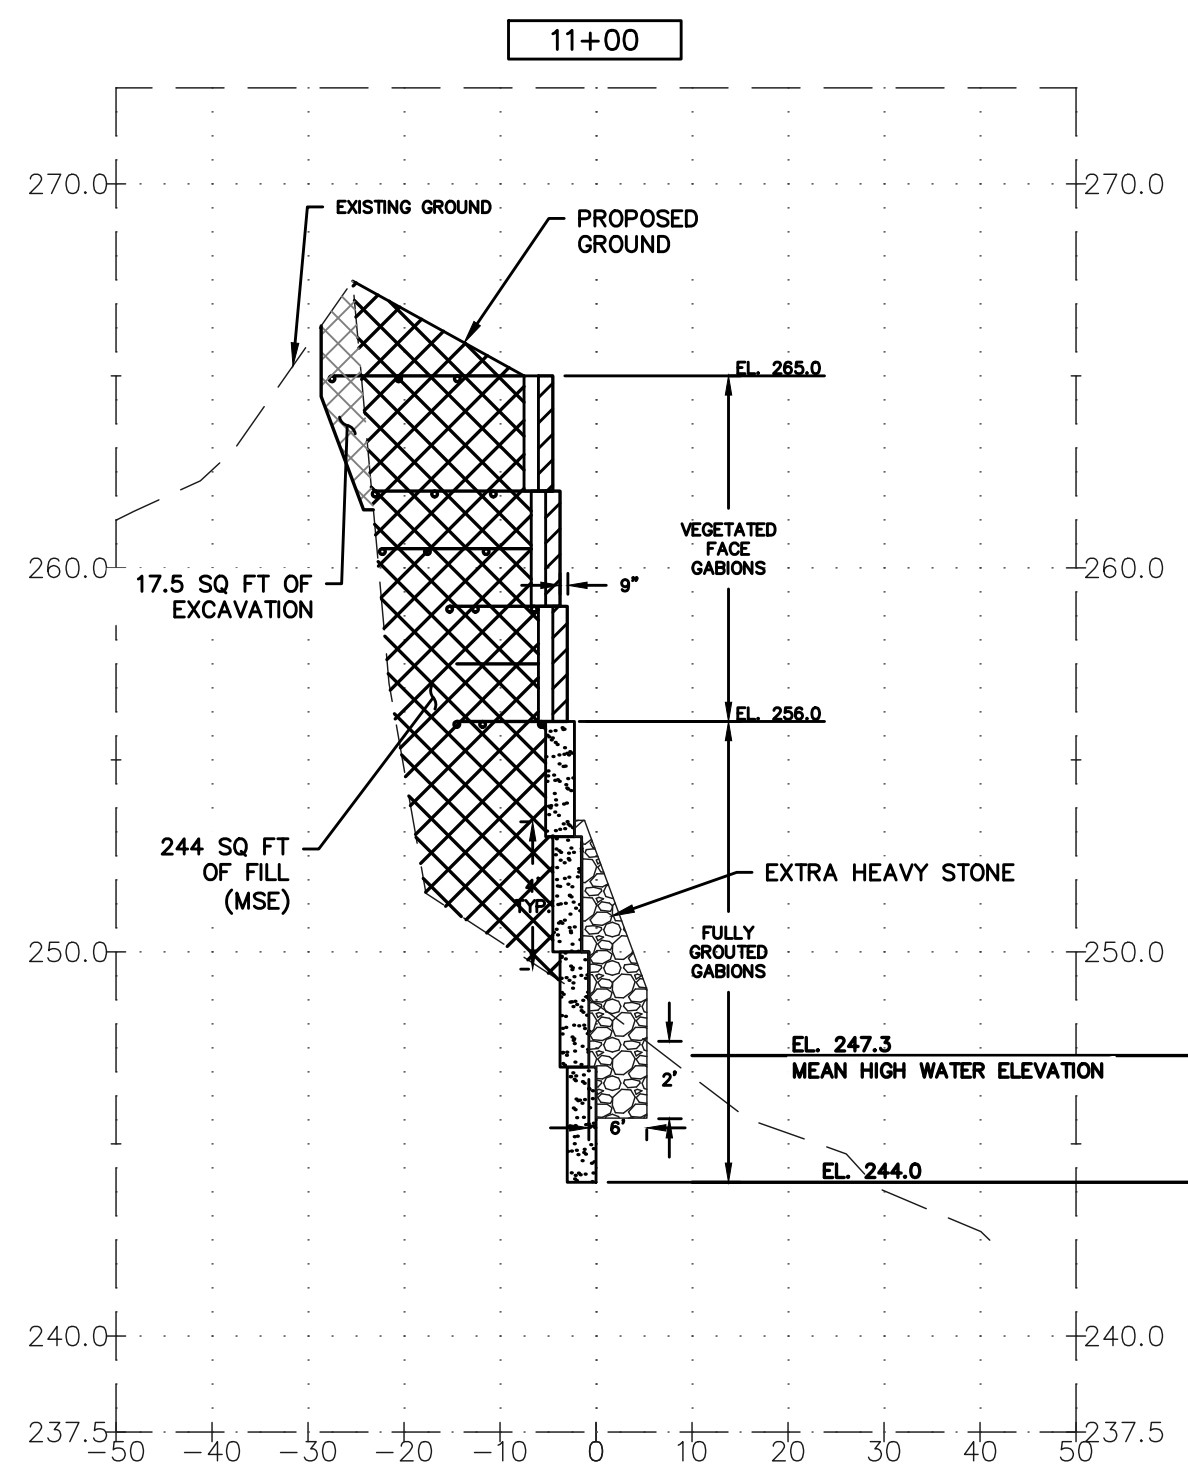 11+00
270.0
270.0
EXISTING GROUND
PROPOSED
GROUND
EL. 265.0
VEGETATED
FACE
GABIONS
260.0
260.0
9"
17.5 SQ FT OF
EXCAVATION
EL. 256.0
244 SQ FT
OF FILL
(MSE)
4'
TYP.
EXTRA HEAVY STONE
FULLY
GROUTED
GABIONS
250.0
250.0
EL. 247.3
MEAN HIGH WATER ELEVATION
2'
6'
EL. 244.0
240.0
240.0
237.5
237.5
-50 -40 -30 -20 -10 0 10 20 30 40 50